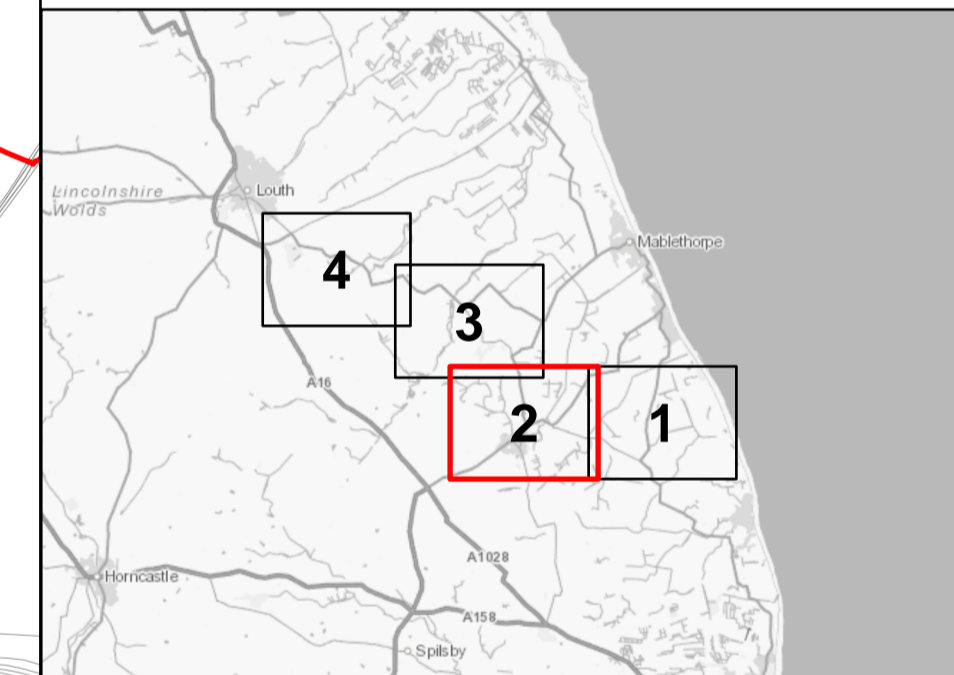 Lincolnshire
Wolds
Louth
Mablethorpe
4
3
A16
2
1
A1028
Horncastle
A158
Spilsby